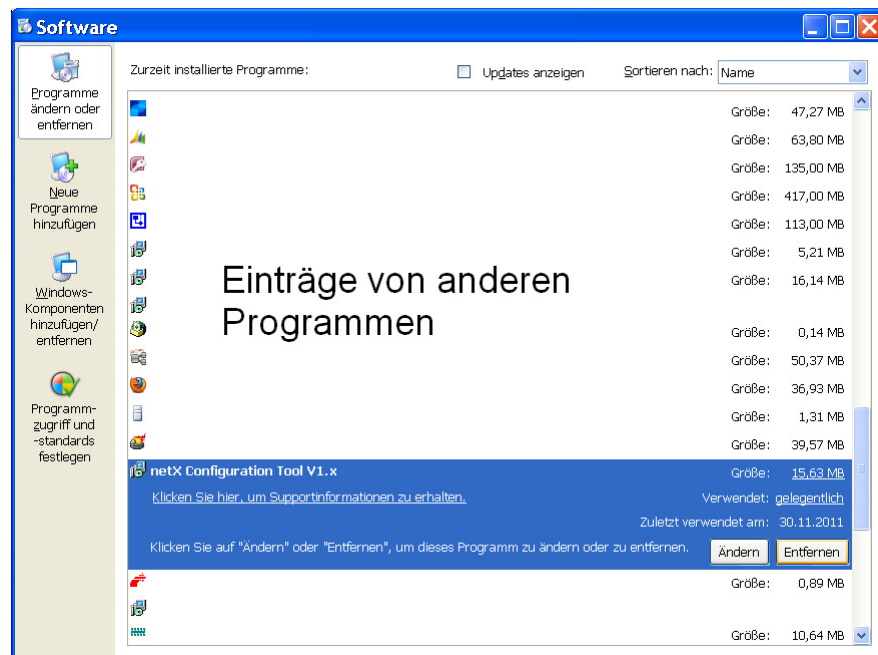 Software
Programme
ändern oder
entfernen
Neue
Programme
hinzufügen
Windows-
Komponenten
hinzufügen/
entfernen
Programm-
zugriff und
-standards
festlegen
Zurzeit installierte Programme:
Updates anzeigen
Sortieren nach: Name
Größe: 47,27 MB
Größe: 63,80 MB
Größe: 135,00 MB
Größe: 417,00 MB
Größe: 113,00 MB
Größe: 5,21 MB
Größe: 16,14 MB
Einträge von anderen
Programmen
Größe: 0,14 MB
Größe: 50,37 MB
Größe: 36,93 MB
Größe: 1,31 MB
Größe: 39,57 MB
netX Configuration Tool V1.x Größe: 15,63 MB
Klicken Sie hier, um Supportinformationen zu erhalten. Verwendet: gelegentlich
Zuletzt verwendet am: 30.11.2011
Klicken Sie auf "Ändern" oder "Entfernen", um dieses Programm zu ändern oder zu entfernen. Ändern Entfernen
Größe: 0,89 MB
Größe: 10,64 MB